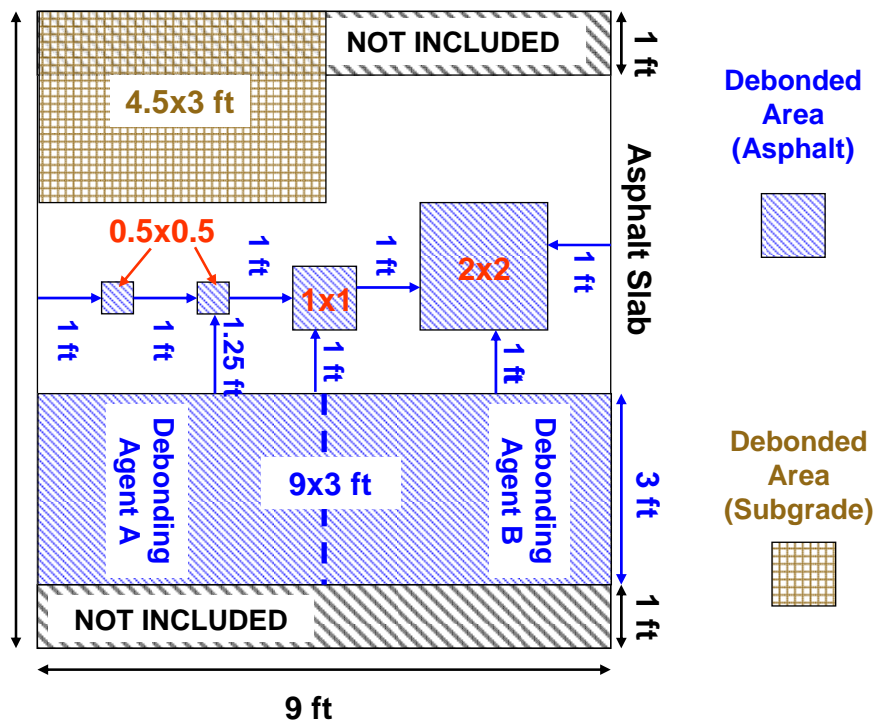 NOT INCLUDED
1 ft
4.5x3 ft
Debonded
Area
(Asphalt)
Asphalt Slab
0.5x0.5
1 ft
1 ft
2x2
1 ft
1x1
1 ft
1 ft
1.25 ft
1 ft
1 ft
Debonding
Agent A
9x3 ft
Debonding
Agent B
3 ft
Debonded
Area
(Subgrade)
NOT INCLUDED
1 ft
9 ft